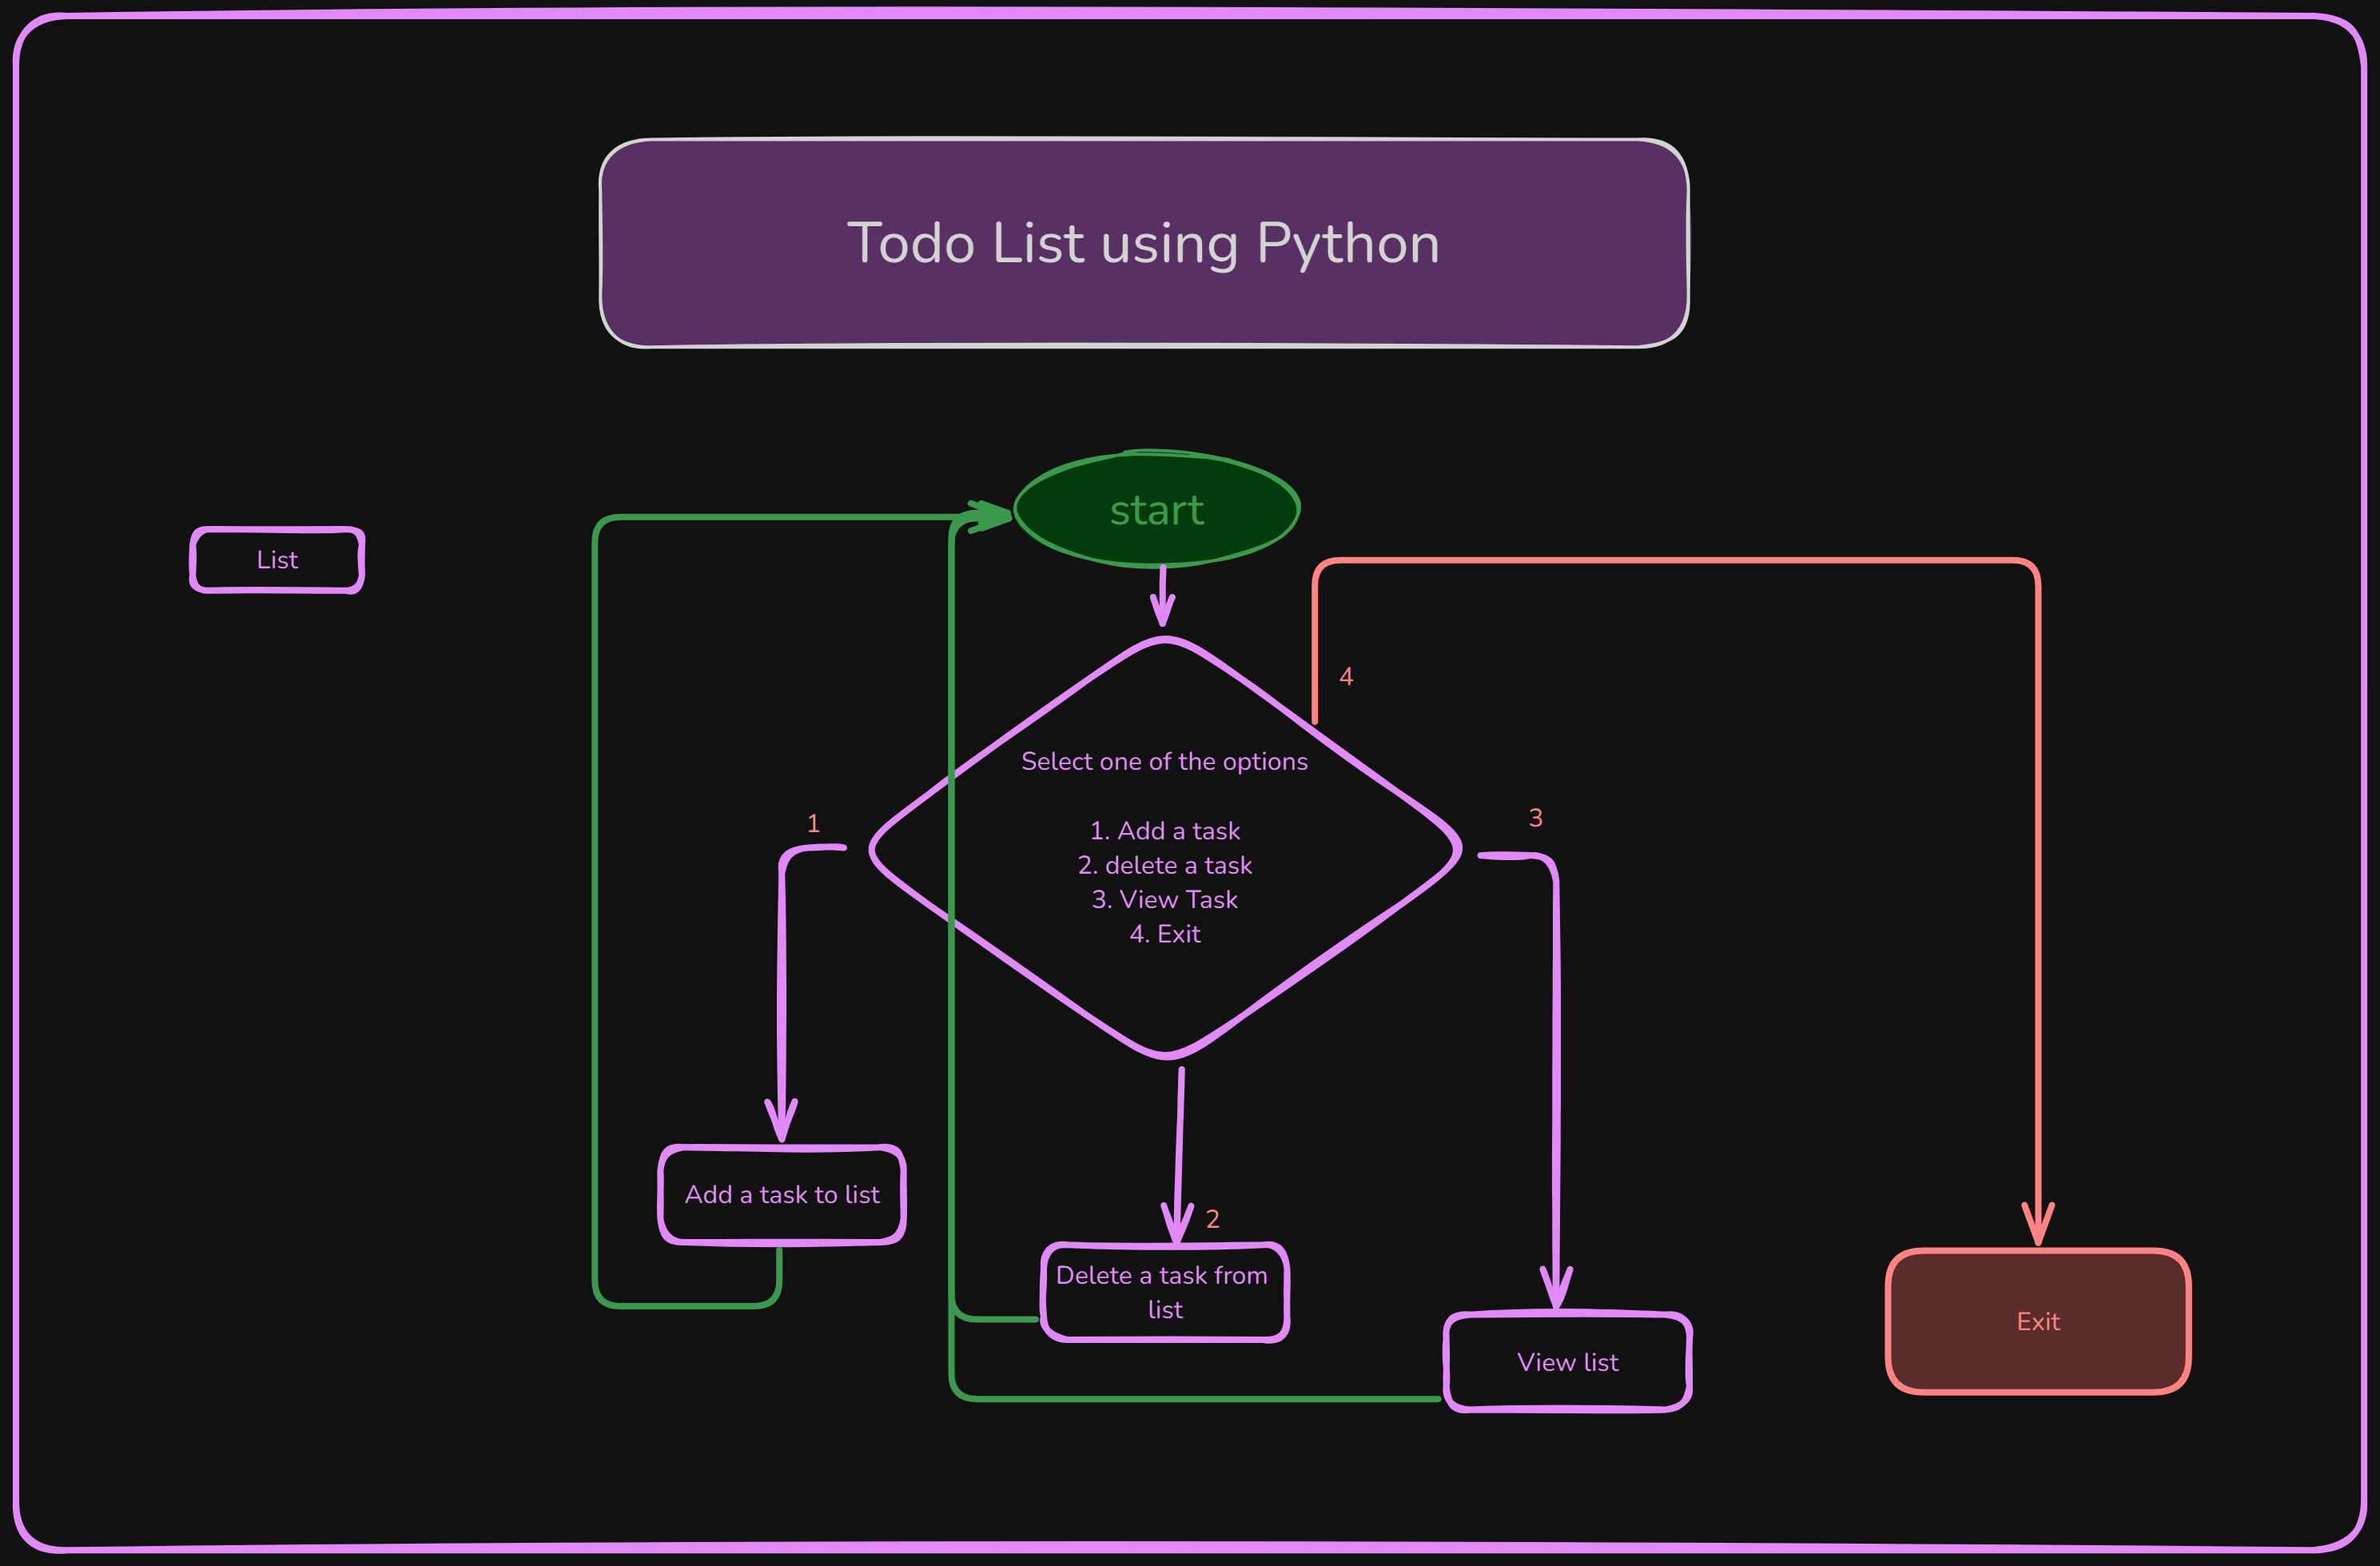 Todo List using Python
start
List
4
Select one of the options
1. Add a task
2. delete a task
3. View Task
4. Exit
1
3
Add a task to list
2
Delete a task from
list
View list
Exit